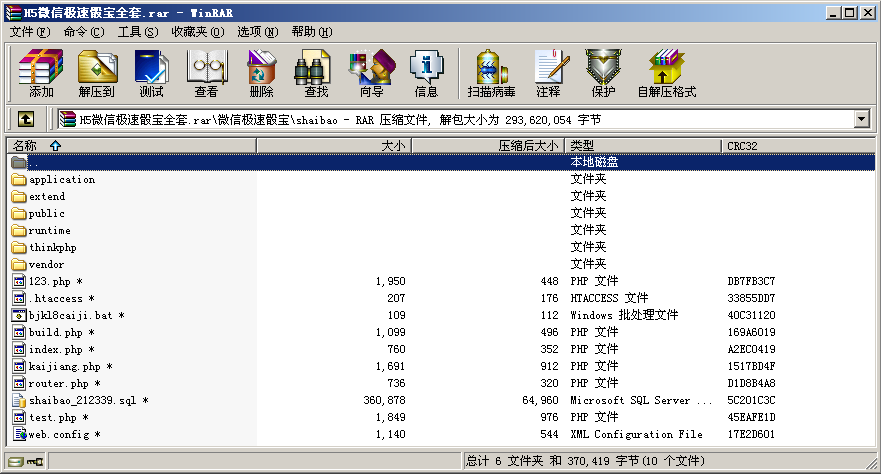 H5微信极速骰宝全套.rar - WinRAR
文件(F) 命令(C) 工具(S) 收藏夹(O) 选项(N) 帮助(H)
添加 解压到 测试 查看 删除 查找 向导 信息 扫描病毒 注释 保护 自解压格式
H5微信极速骰宝全套.rar\微信极速骰宝\shaibao - RAR 压缩文件, 解包大小为 293,620,054 字节
名称 大小 压缩后大小 类型 CRC32
.. 本地磁盘
application 文件夹
extend 文件夹
public 文件夹
runtime 文件夹
thinkphp 文件夹
vendor 文件夹
123.php * 1,950 448 PHP 文件 DB7FB3C7
.htaccess * 207 176 HTACCESS 文件 33855DD7
bjkl8caiji.bat * 109 112 Windows 批处理文件 40C31120
build.php * 1,099 496 PHP 文件 169A6019
index.php * 760 352 PHP 文件 A2EC0419
kaijiang.php * 1,691 912 PHP 文件 1517BD4F
router.php * 736 320 PHP 文件 D1D8B4A8
shaibao_212339.sql * 360,878 64,960 Microsoft SQL Server ... 5C201C3C
test.php * 1,849 976 PHP 文件 45EAFE1D
web.config * 1,140 544 XML Configuration File 17E2D601
总计 6 文件夹 和 370,419 字节(10 个文件)